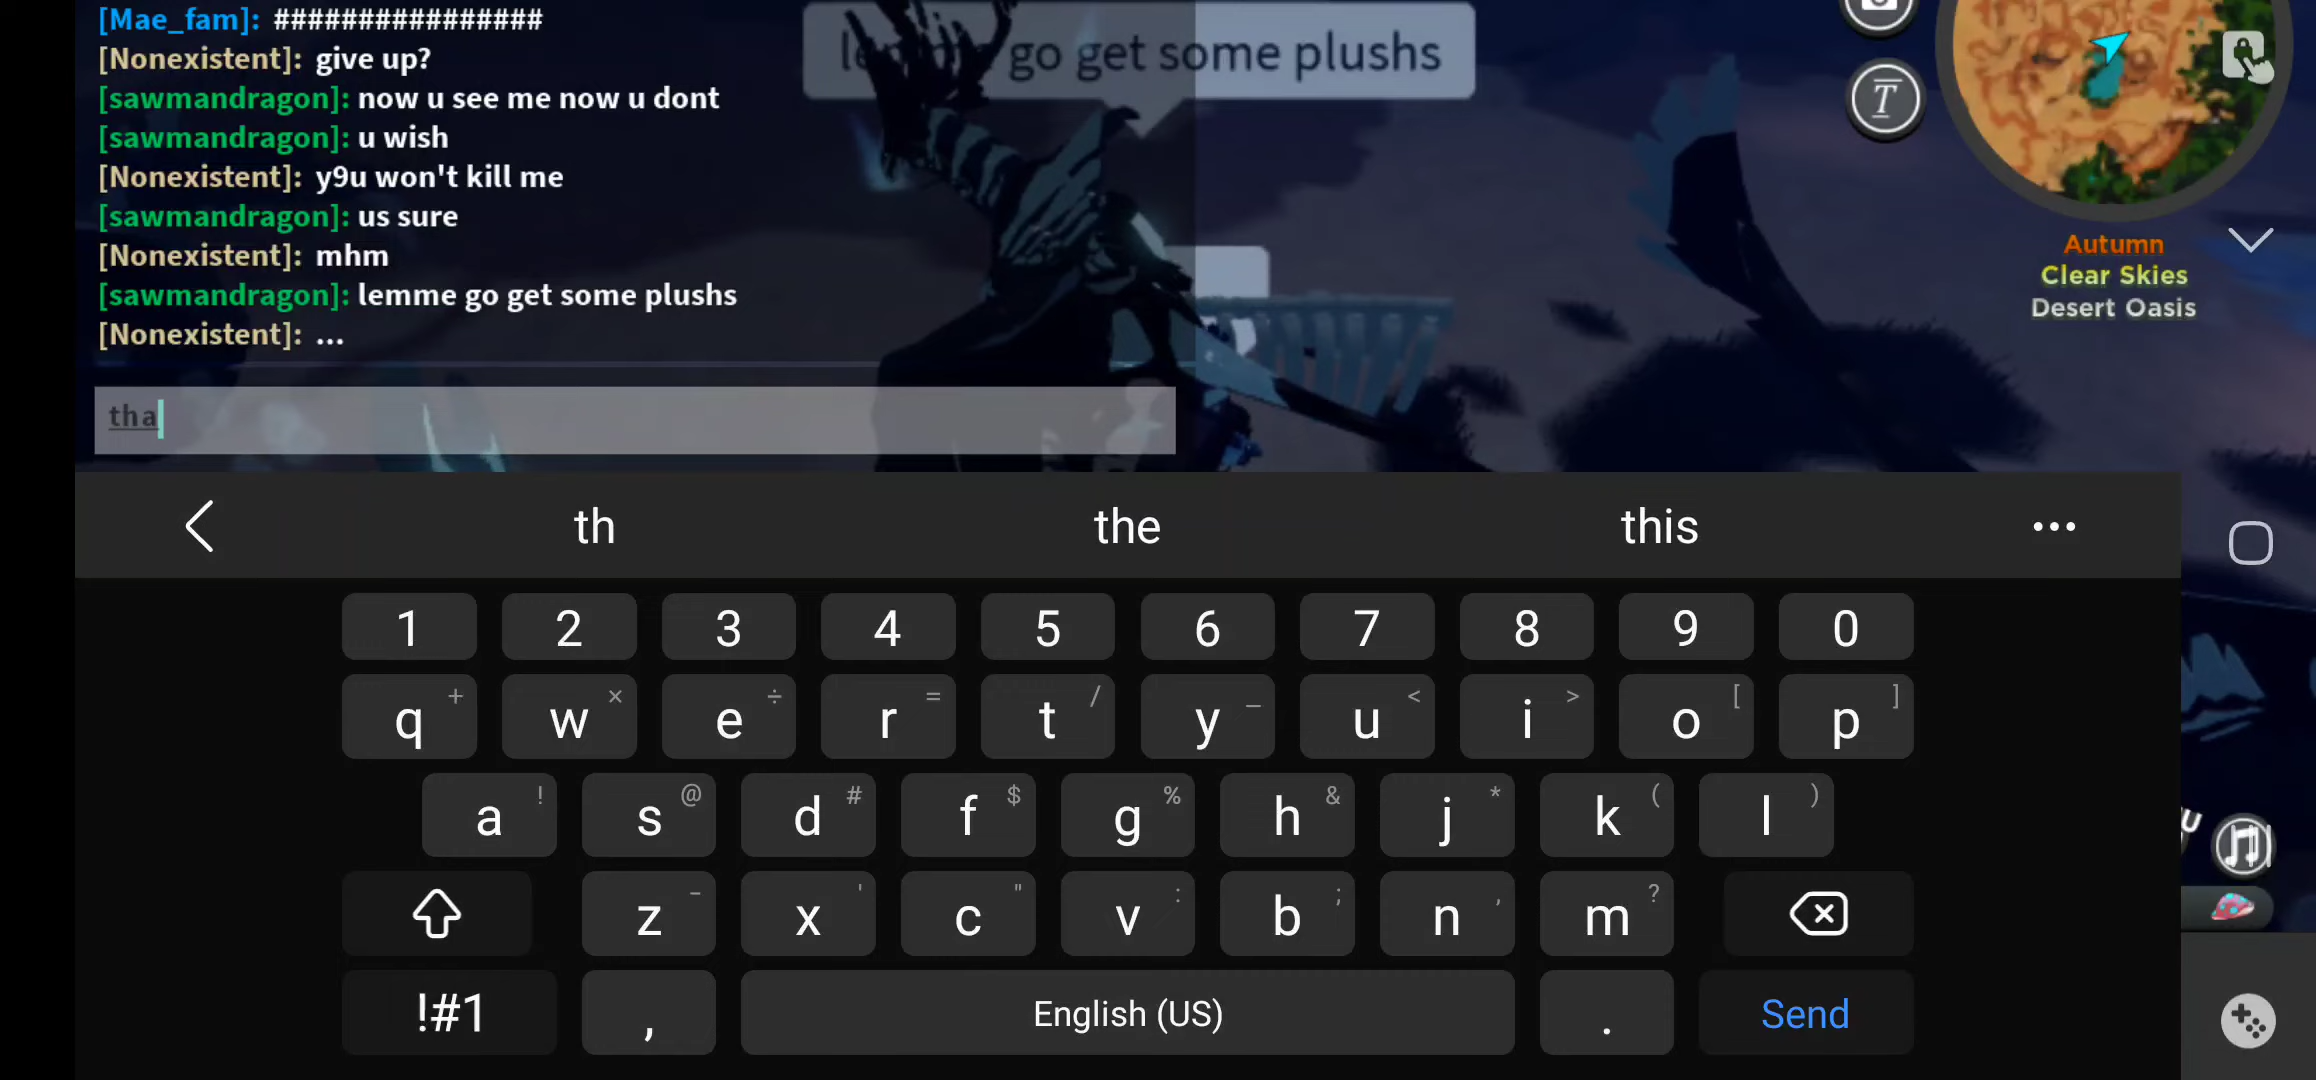 [Mae_fam]: ################
[Nonexistent]: give up?
[sawmandragon]: now u see me now u dont
[sawmandragon]: u wish
[Nonexistent]: y9u won't kill me
[sawmandragon]: us sure
[Nonexistent]: mhm
[sawmandragon]: lemme go get some plushs
[Nonexistent]: ...
lemme go get some plushs
T
Autumn
Clear Skies
Desert Oasis
tha
th the this
1 2 3 4 5 6 7 8 9 0
q + w × e ÷ r = t / y _ u < i > o [ p ]
a ! s @ d # f $ g % h & j * k ( l )
z - x ' c " v : b ; n , m ?
!#1 , English (US) . Send